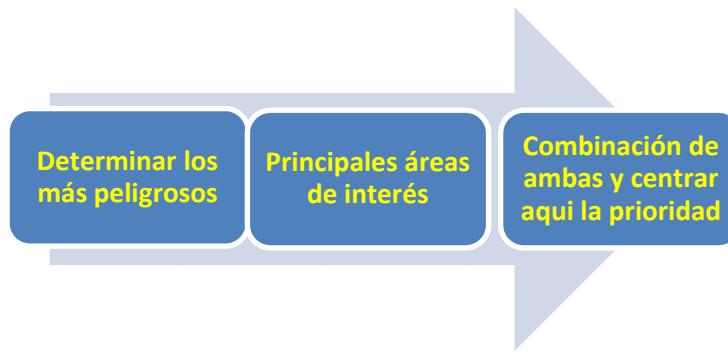 Determinar los
más peligrosos
Principales áreas
de interés
Combinación de
ambas y centrar
aqui la prioridad